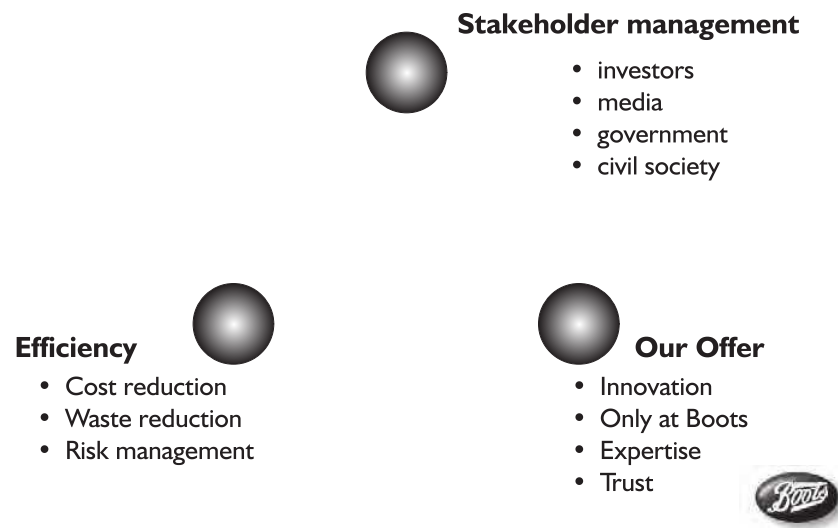 Stakeholder management
• investors
• media
• government
• civil society
Efficiency
• Cost reduction
• Waste reduction
• Risk management
Our Offer
• Innovation
• Only at Boots
• Expertise
• Trust
Boots